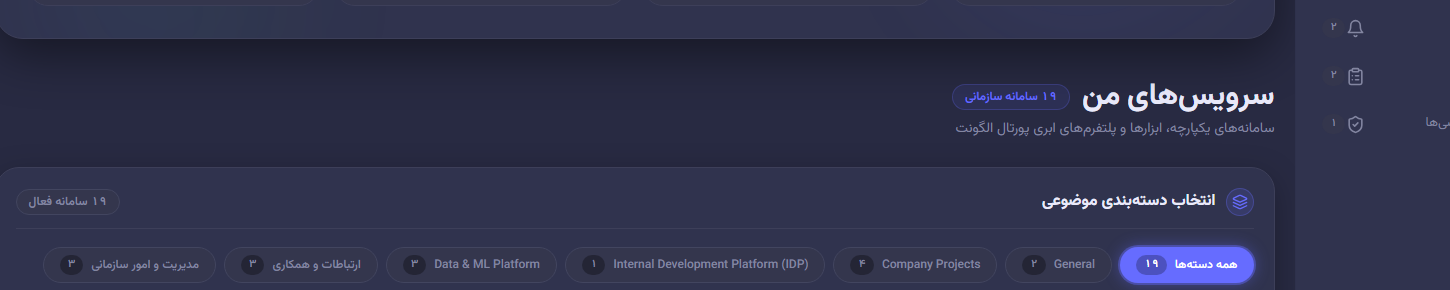 ۲
۲
۱
سرویس‌های من
۱۹ سامانه سازمانی
سامانه‌های یکپارچه، ابزارها و پلتفرم‌های ابری پورتال الگونت
انتخاب دسته‌بندی موضوعی
۱۹ سامانه فعال
همه دسته‌ها ۱۹
General ۲
Company Projects ۴
Internal Development Platform (IDP) ۱
Data & ML Platform ۳
ارتباطات و همکاری ۳
مدیریت و امور سازمانی ۳